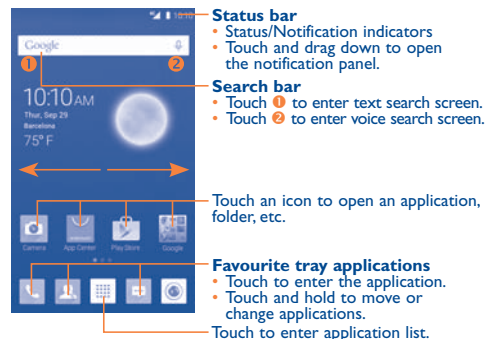 10:10
Status bar
• Status/Notification indicators
• Touch and drag down to open
the notification panel.
Google
1
2
Search bar
• Touch 1 to enter text search screen.
• Touch 2 to enter voice search screen.
10:10 AM
Thur, Sep 29
Barcelona
75° F
Touch an icon to open an application,
folder, etc.
Camera
App Center
Play Store
Google
Favourite tray applications
• Touch to enter the application.
• Touch and hold to move or
change applications.
Touch to enter application list.